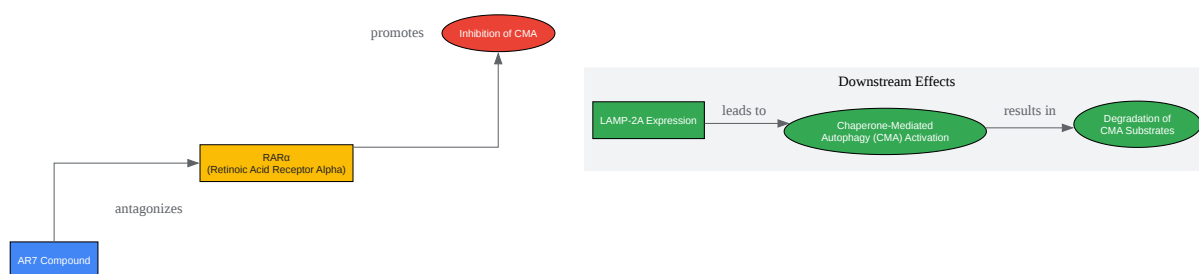 promotes
Inhibition of CMA
Downstream Effects
LAMP-2A Expression
leads to
Chaperone-Mediated
Autophagy (CMA) Activation
results in
Degradation of
CMA Substrates
RARα
(Retinoic Acid Receptor Alpha)
antagonizes
AR7 Compound